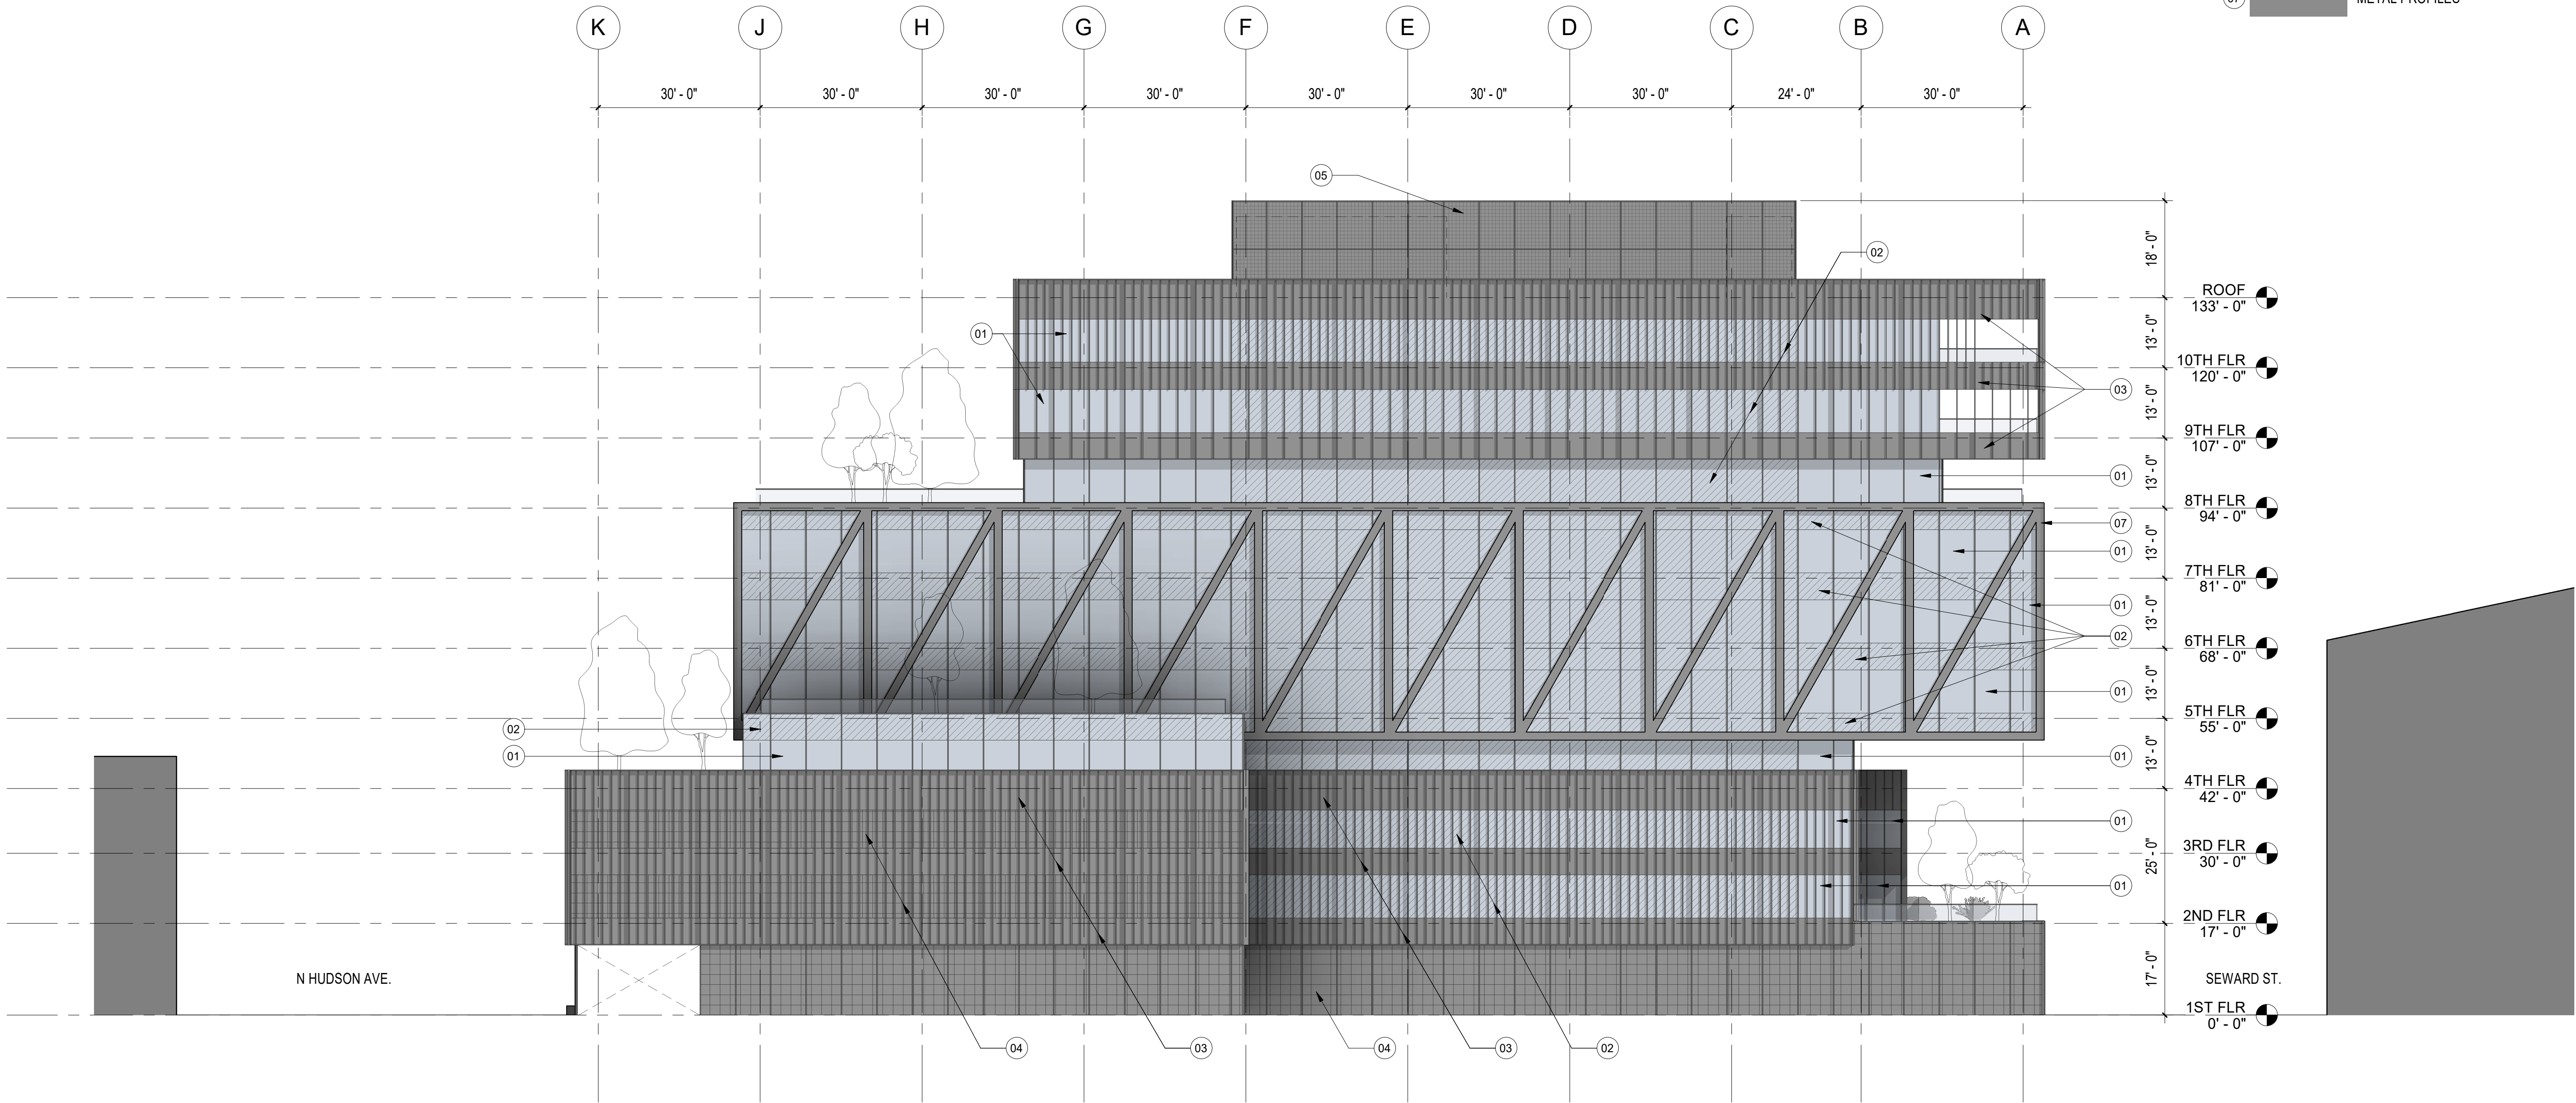 07 METAL PROFILES
K J H G F E D C B A
30' - 0" 30' - 0" 30' - 0" 30' - 0" 30' - 0" 30' - 0" 30' - 0" 24' - 0" 30' - 0"
05
18' - 0"
02
ROOF
133' - 0"
01
13' - 0"
10TH FLR
120' - 0"
03
13' - 0"
9TH FLR
107' - 0"
01
13' - 0"
8TH FLR
94' - 0"
07
01
13' - 0"
7TH FLR
81' - 0"
01
13' - 0"
02
6TH FLR
68' - 0"
01
13' - 0"
5TH FLR
55' - 0"
02
01
01
13' - 0"
4TH FLR
42' - 0"
01
3RD FLR
30' - 0"
25' - 0"
01
2ND FLR
17' - 0"
N HUDSON AVE.
17' - 0"
SEWARD ST.
1ST FLR
0' - 0"
04 03 04 03 02